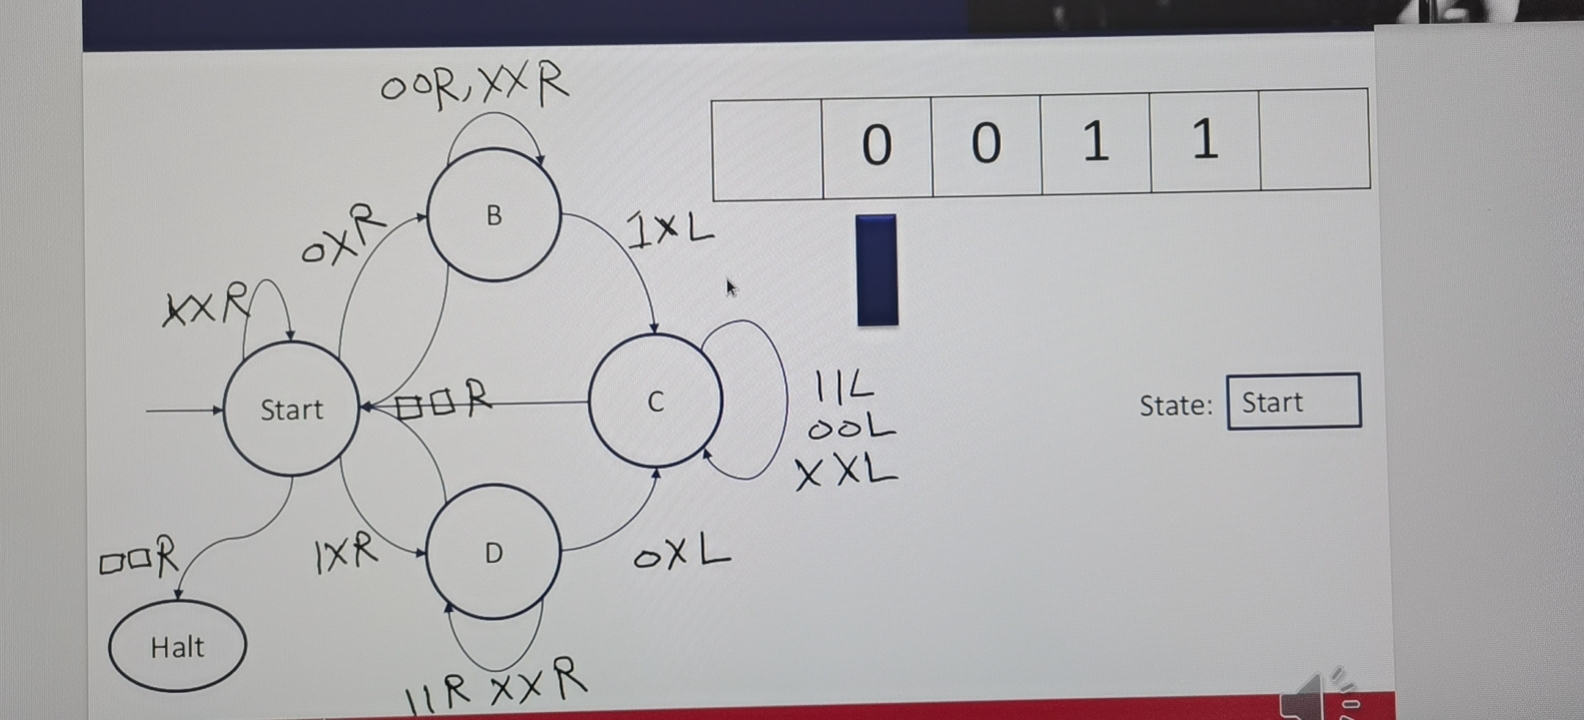 00R, XXR
0 0 1 1
B
0XR
1XL
XXR
Start
□□R
C
11L
00L
XXL
State: Start
□□R
1XR
D
0XL
Halt
11R XXR